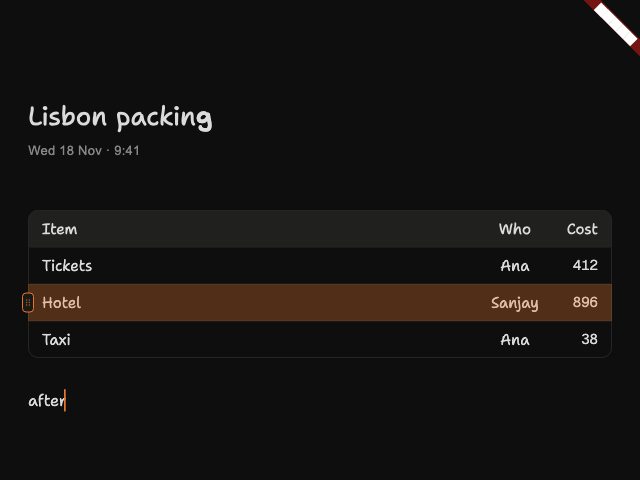 Lisbon packing
Wed 18 Nov · 9:41
Item Who Cost
Tickets Ana 412
Hotel Sanjay 896
Taxi Ana 38
after